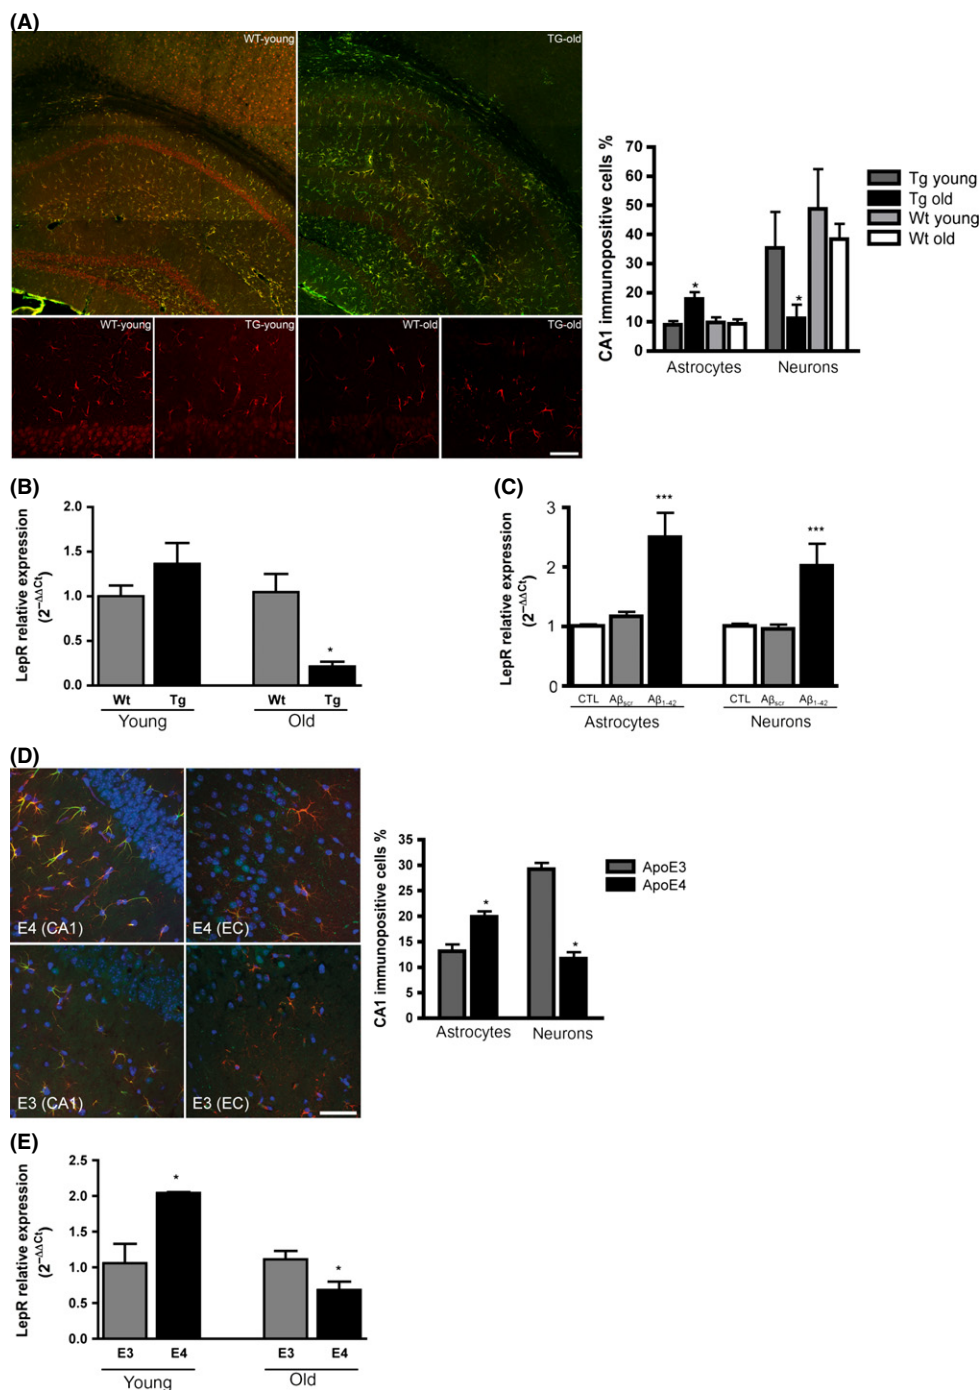 (A)
WT-young
TG-old
WT-young
TG-young
WT-old
TG-old
CA1 immunopositive cells %
70
60
50
40
30
20
10
0
*
*
Astrocytes
Neurons
Tg young
Tg old
Wt young
Wt old
(B)
LepR relative expression
(2−ΔΔCt)
2.0
1.5
1.0
0.5
0.0
*
Wt
Tg
Wt
Tg
Young
Old
(C)
LepR relative expression
(2−ΔΔCt)
3
2
1
0
***
***
CTL
Aβscr
Aβ1-42
CTL
Aβscr
Aβ1-42
Astrocytes
Neurons
(D)
E4 (CA1)
E4 (EC)
E3 (CA1)
E3 (EC)
CA1 immunopositive cells %
35
30
25
20
15
10
5
0
*
*
Astrocytes
Neurons
ApoE3
ApoE4
(E)
LepR relative expression
(2−ΔΔCt)
2.5
2.0
1.5
1.0
0.5
0.0
*
*
E3
E4
E3
E4
Young
Old